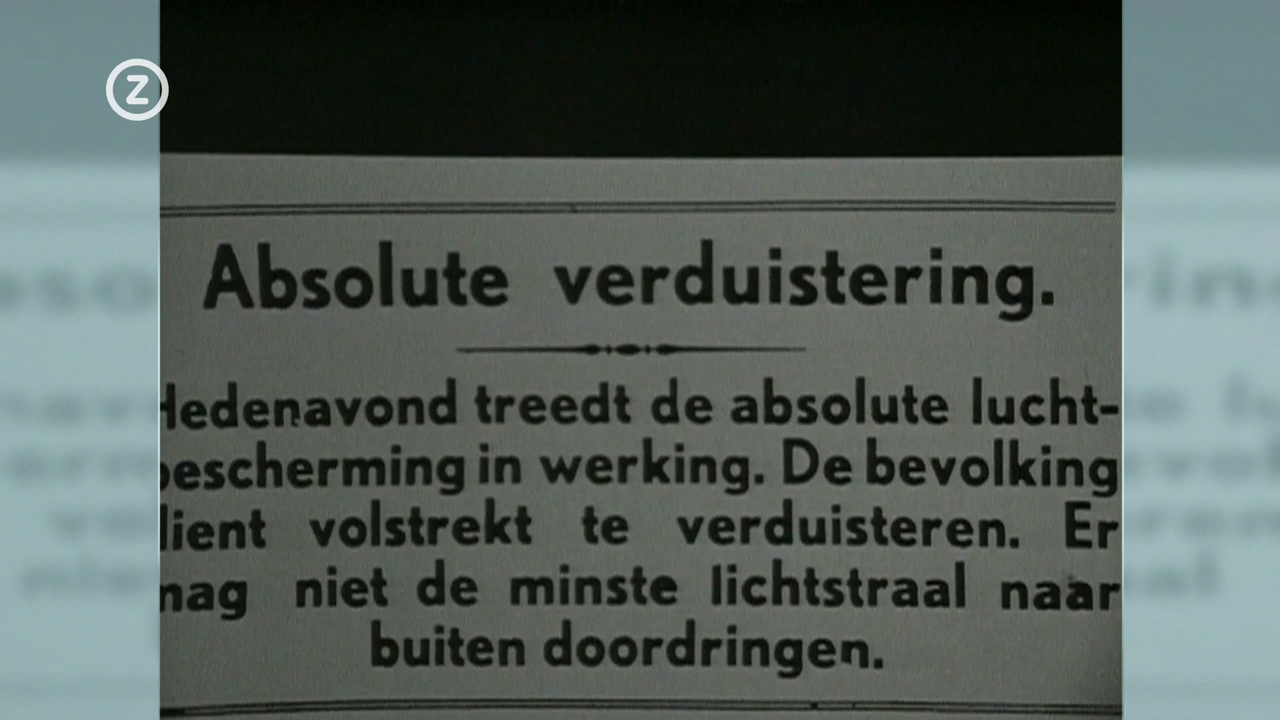 Z
Absolute verduistering.
Hedenavond treedt de absolute lucht-
bescherming in werking. De bevolking
dient volstrekt te verduisteren. Er
mag niet de minste lichtstraal naar
buiten doordringen.